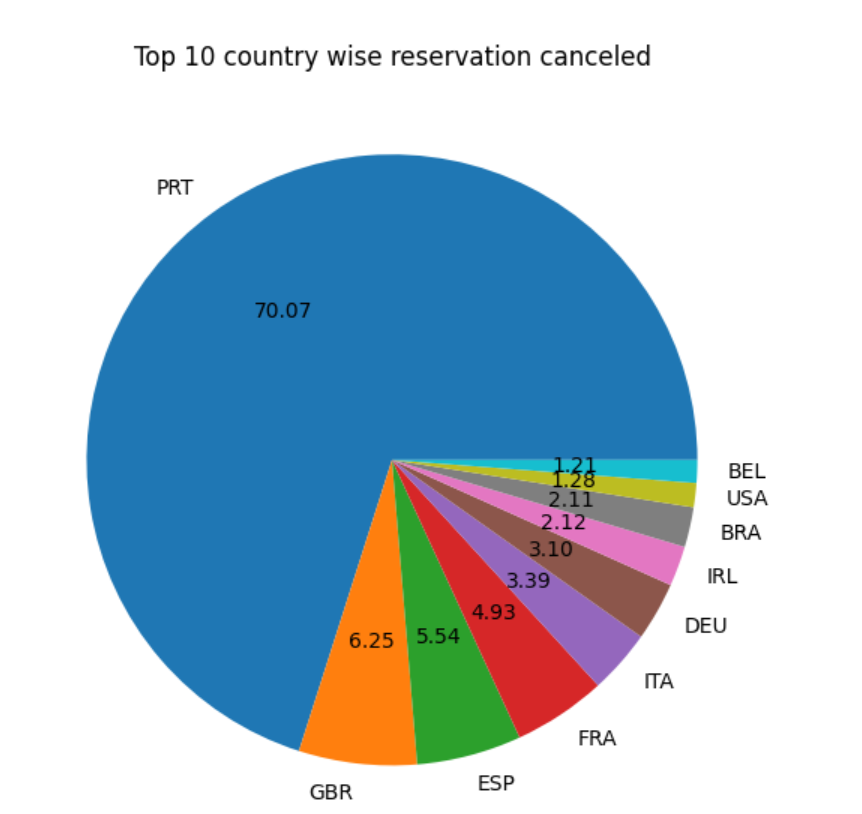 Top 10 country wise reservation canceled
PRT
70.07
GBR
6.25
ESP
5.54
FRA
4.93
ITA
3.39
DEU
3.10
IRL
2.12
BRA
2.11
USA
1.28
BEL
1.21